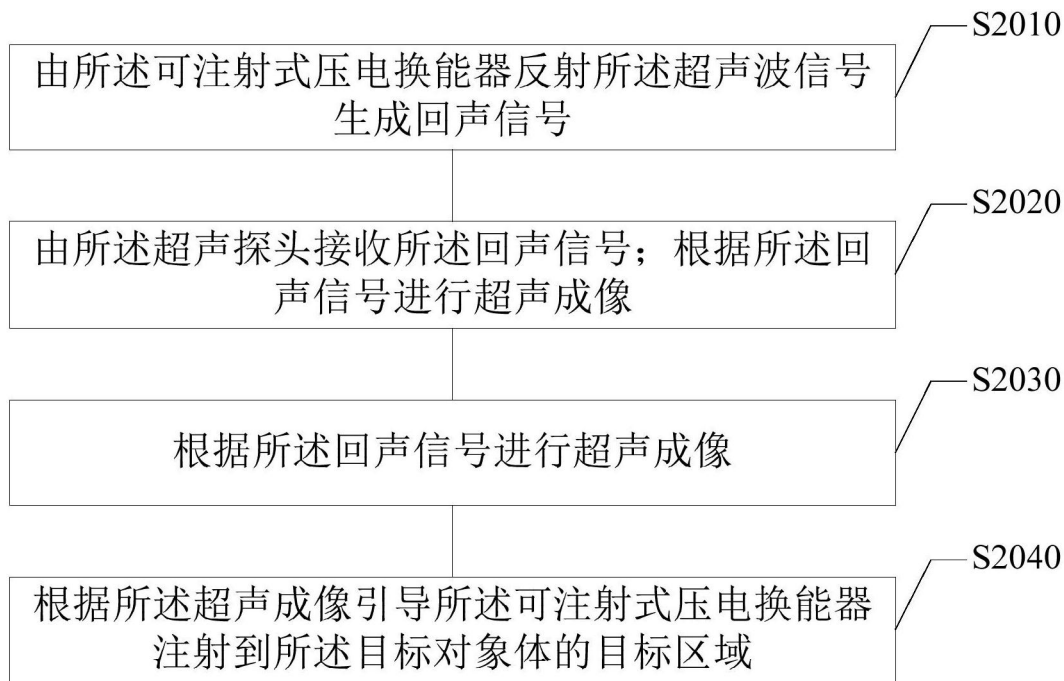 S2010
由所述可注射式压电换能器反射所述超声波信号
生成回声信号
S2020
由所述超声探头接收所述回声信号；根据所述回
声信号进行超声成像
S2030
根据所述回声信号进行超声成像
S2040
根据所述超声成像引导所述可注射式压电换能器
注射到所述目标对象体的目标区域